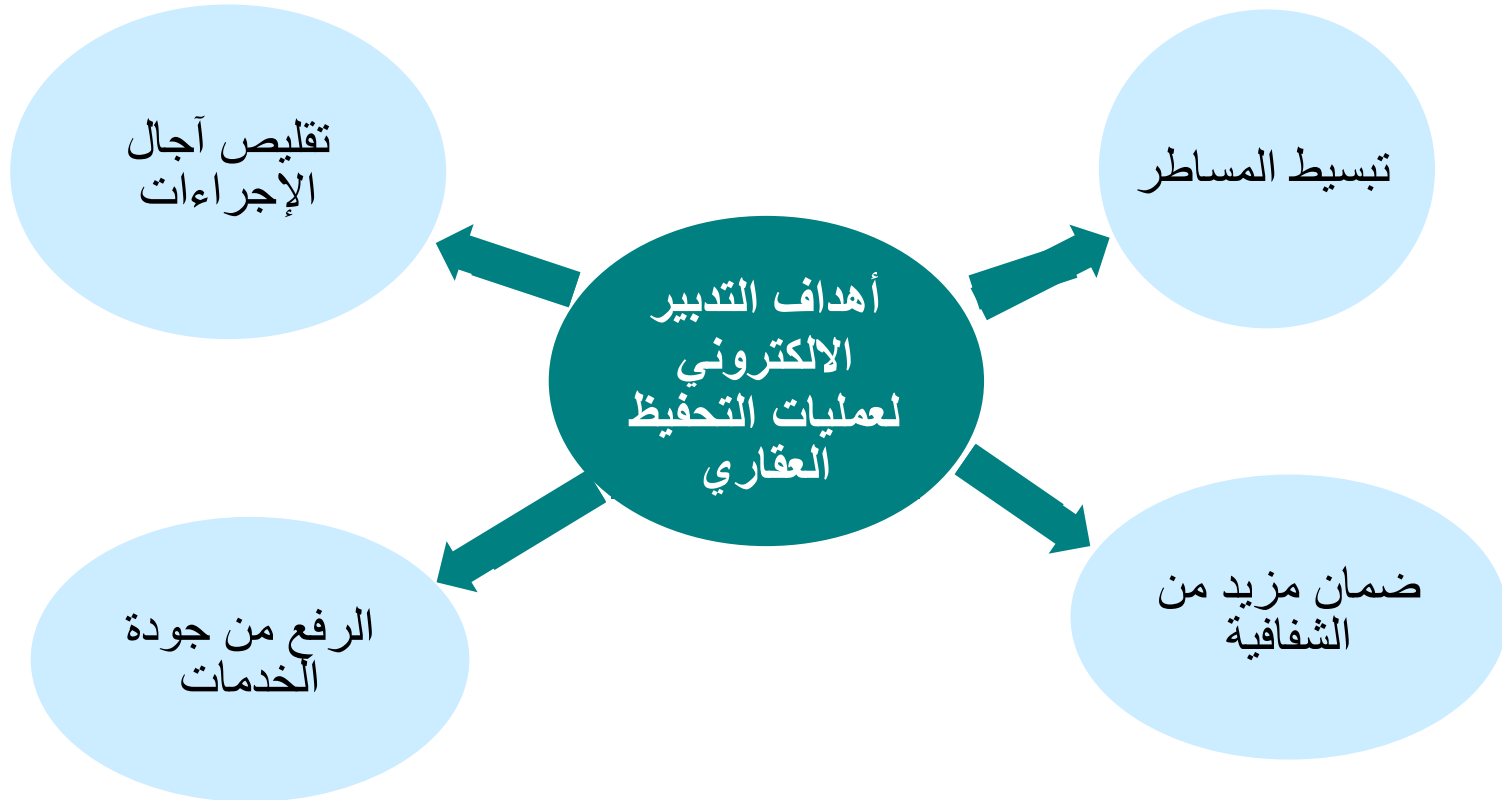 تبسيط المساطر
تقليص آجال
الإجراءات
أهداف التدبير
الالكتروني
لعمليات التحفيظ
العقاري
ضمان مزيد من
الشفافية
الرفع من جودة
الخدمات